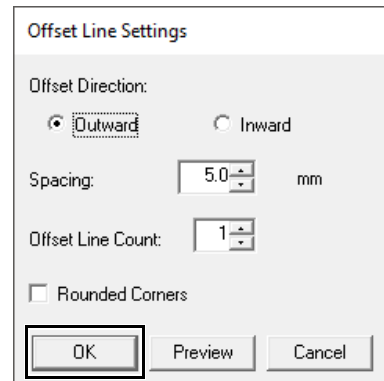 Offset Line Settings
Offset Direction:
Outward Inward
Spacing: 5.0 mm
Offset Line Count: 1
Rounded Corners
OK Preview Cancel